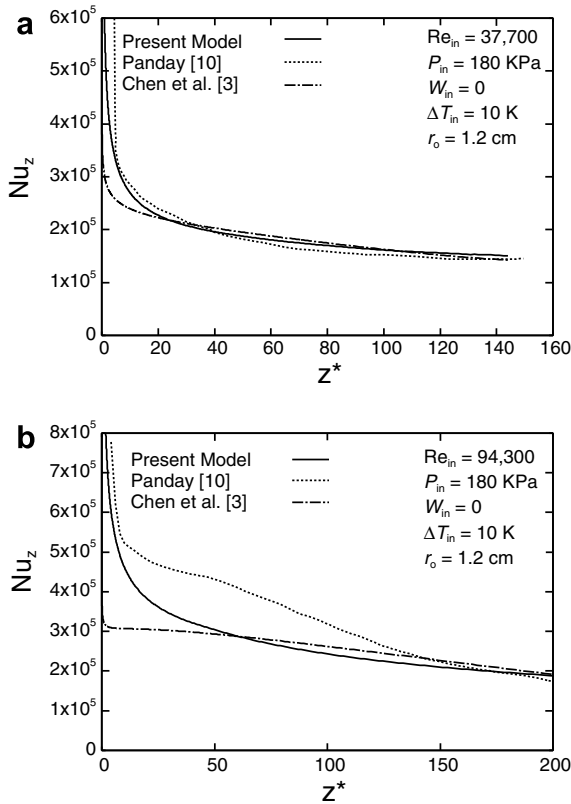 a
Present Model
Panday [10]
Chen et al. [3]
Re_in = 37,700
P_in = 180 KPa
W_in = 0
ΔT_in = 10 K
r_o = 1.2 cm
6x10^5
5x10^5
4x10^5
3x10^5
2x10^5
1x10^5
0
Nu_z
0 20 40 60 80 100 120 140 160
z*
b
Present Model
Panday [10]
Chen et al. [3]
Re_in = 94,300
P_in = 180 KPa
W_in = 0
ΔT_in = 10 K
r_o = 1.2 cm
8x10^5
7x10^5
6x10^5
5x10^5
4x10^5
3x10^5
2x10^5
1x10^5
0
Nu_z
0 50 100 150 200
z*